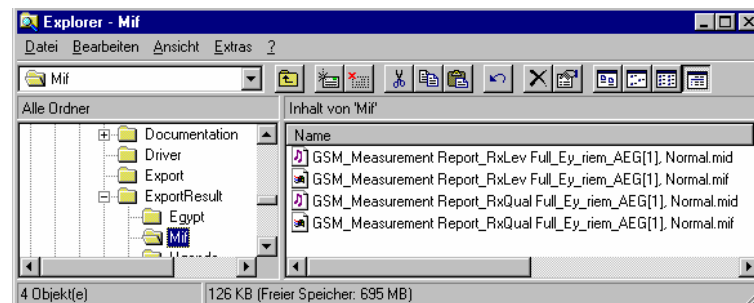 Explorer - Mif
Datei Bearbeiten Ansicht Extras ?
Mif
Alle Ordner
Inhalt von 'Mif'
Documentation
Driver
Export
ExportResult
Egypt
Mif
Name
GSM_Measurement Report_RxLev Full_Ey_riem_AEG[1], Normal.mid
GSM_Measurement Report_RxLev Full_Ey_riem_AEG[1], Normal.mif
GSM_Measurement Report_RxQual Full_Ey_riem_AEG[1], Normal.mid
GSM_Measurement Report_RxQual Full_Ey_riem_AEG[1], Normal.mif
4 Objekt(e)
126 KB (Freier Speicher: 695 MB)